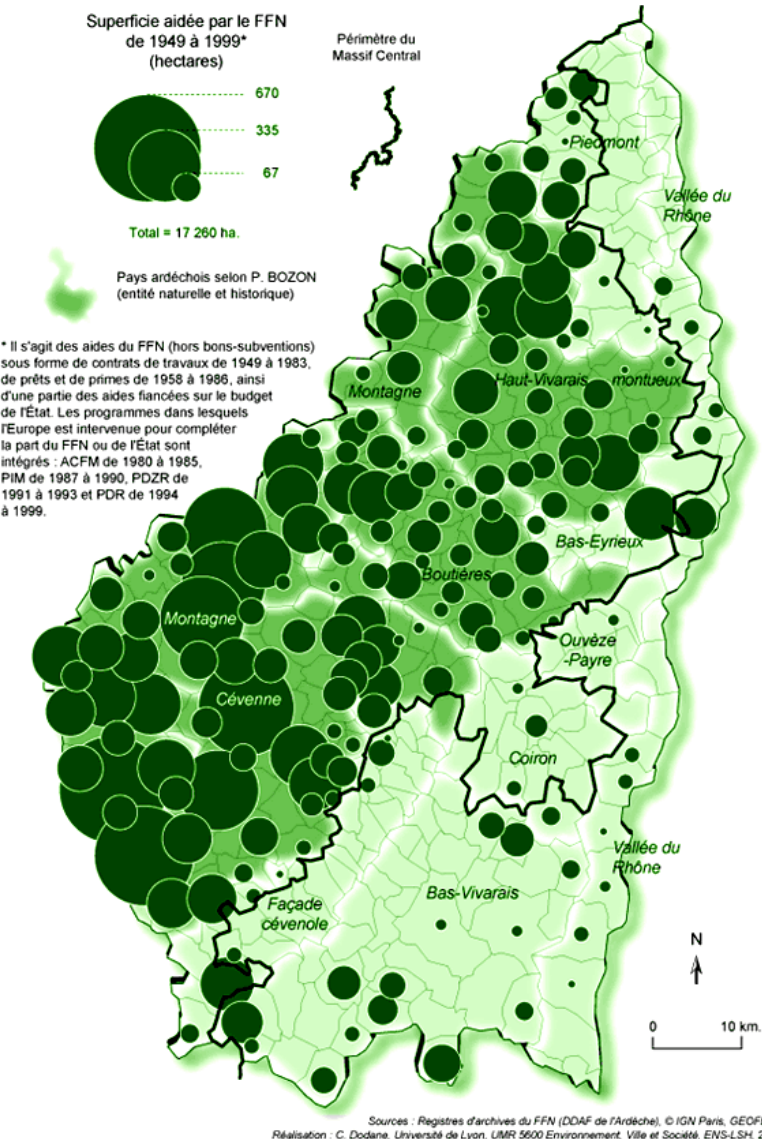 Superficie aidée par le FFN
de 1949 à 1999*
(hectares)
670
335
67
Total = 17 260 ha.
Périmètre du
Massif Central
Pays ardéchois selon P. BOZON
(entité naturelle et historique)
* Il s'agit des aides du FFN (hors bons-subventions)
sous forme de contrats de travaux de 1949 à 1983,
de prêts et de primes de 1958 à 1986, ainsi
d'une partie des aides fiancées sur le budget
de l'État. Les programmes dans lesquels
l'Europe est intervenue pour compléter
la part du FFN ou de l'État sont
intégrés : ACFM de 1980 à 1985,
PIM de 1987 à 1990, PDZR de
1991 à 1993 et PDR de 1994
à 1999.
Piedmont
Vallée du
Rhône
Montagne
Haut-Vivarais montueux
Bas-Eyrieux
Boutières
Montagne
Ouvèze
-Payre
Cévenne
Coiron
Vallée du
Rhône
Bas-Vivarais
Façade
cévenole
N
0 10 km.
Sources : Registres d'archives du FFN (DDAF de l'Ardèche), © IGN Paris,
Réalisation : C. Dodane, Université de Lyon, UMR 5600 Environnement, Ville et Société, ENS-LSH,